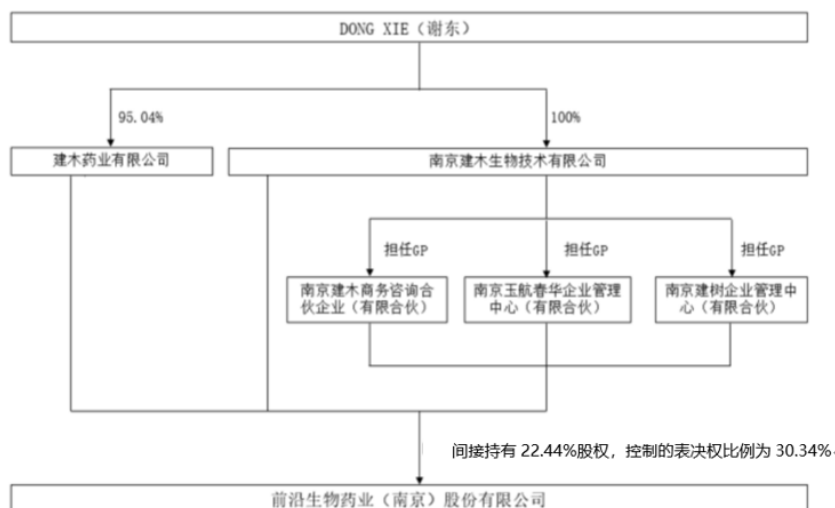 DONG XIE（谢东）
95.04%
100%
建木药业有限公司
南京建木生物技术有限公司
担任GP
担任GP
担任GP
南京建木商务咨询合
伙企业（有限合伙）
南京玉航春华企业管理
中心（有限合伙）
南京建树企业管理中
心（有限合伙）
间接持有 22.44%股权，控制的表决权比例为 30.34%
前沿生物药业（南京）股份有限公司